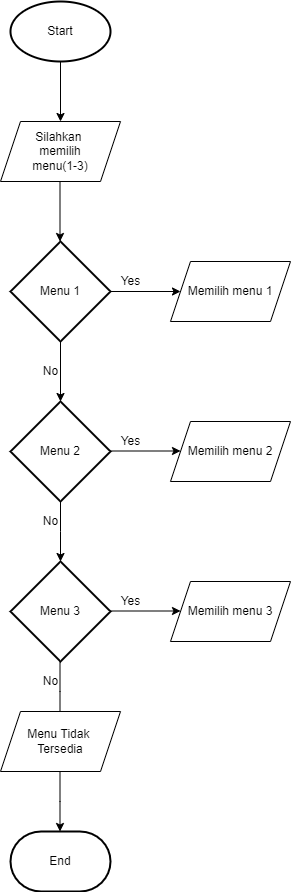 Start
Silahkan
memilih
menu(1-3)
Menu 1
Yes
Memilih menu 1
No
Menu 2
Yes
Memilih menu 2
No
Menu 3
Yes
Memilih menu 3
No
Menu Tidak
Tersedia
End